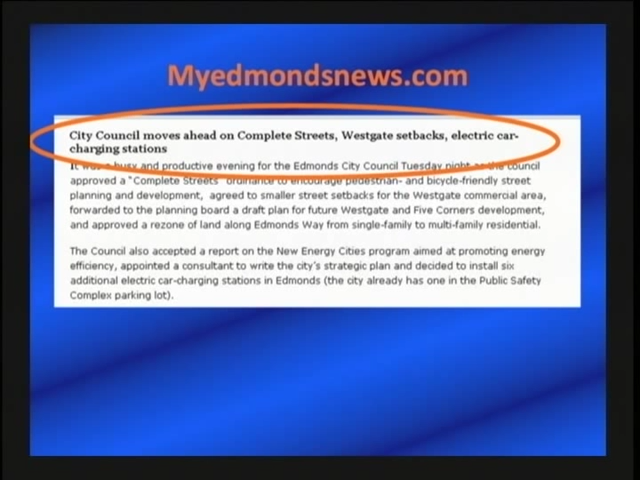 Myedmondsnews.com
City Council moves ahead on Complete Streets, Westgate setbacks, electric car-
charging stations
It was a busy and productive evening for the Edmonds City Council Tuesday night as the council
approved a "Complete Streets" ordinance to encourage pedestrian- and bicycle-friendly street
planning and development, agreed to smaller street setbacks for the Westgate commercial area,
forwarded to the planning board a draft plan for future Westgate and Five Corners development,
and approved a rezone of land along Edmonds Way from single-family to multi-family residential.
The Council also accepted a report on the New Energy Cities program aimed at promoting energy
efficiency, appointed a consultant to write the city's strategic plan and decided to install six
additional electric car-charging stations in Edmonds (the city already has one in the Public Safety
Complex parking lot).